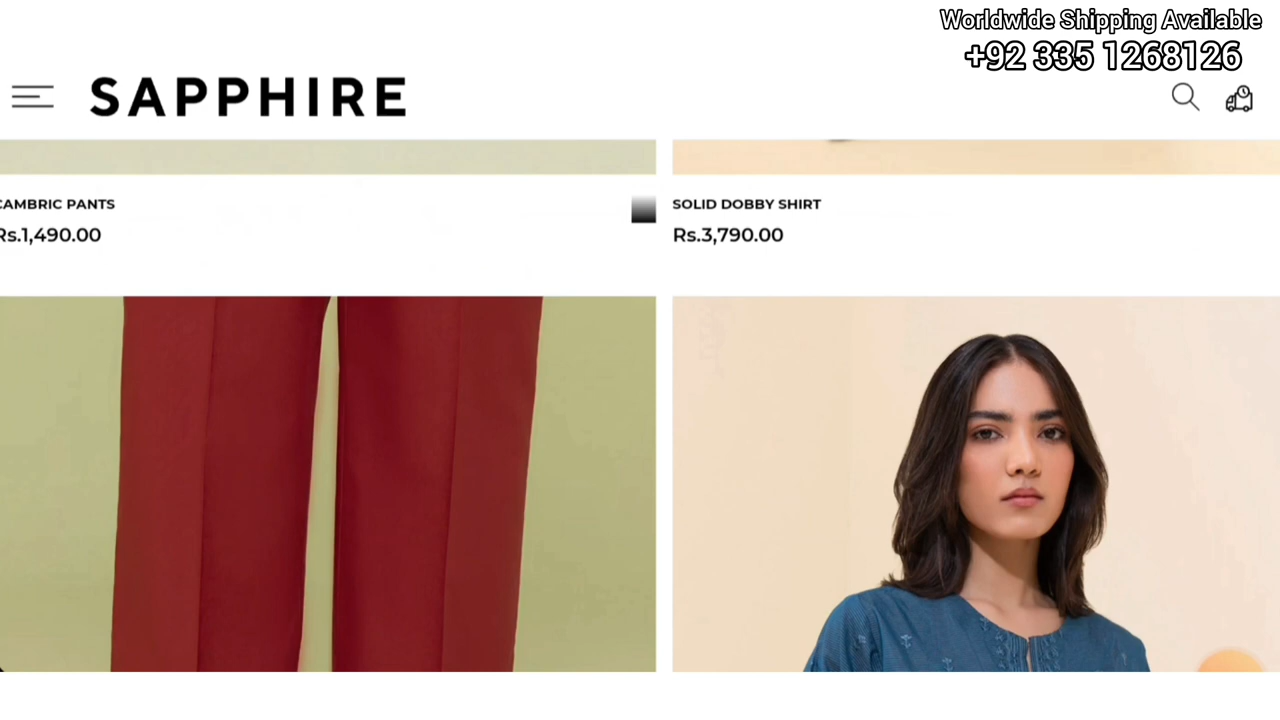 Worldwide Shipping Available
+92 335 1268126
SAPPHIRE
CAMBRIC PANTS
Rs.1,490.00
SOLID DOBBY SHIRT
Rs.3,790.00